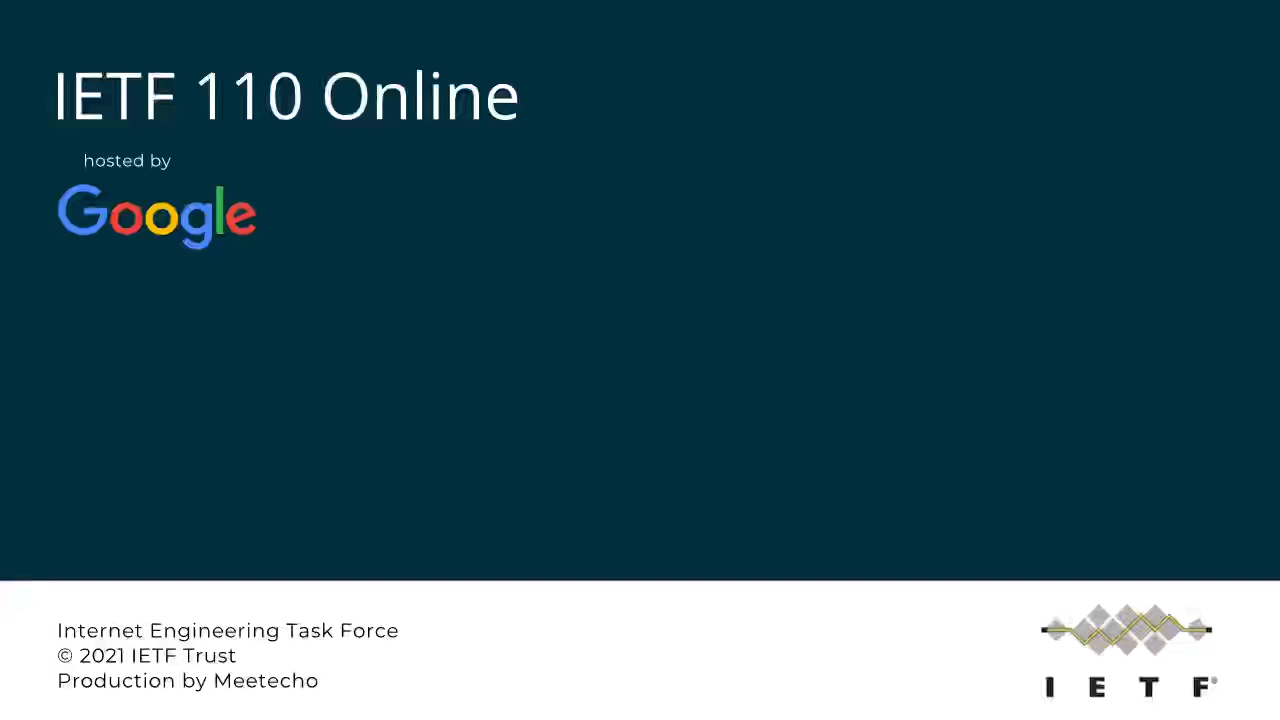 IETF 110 Online
hosted by
Google
Internet Engineering Task Force
© 2021 IETF Trust
Production by Meetecho
I E T F®